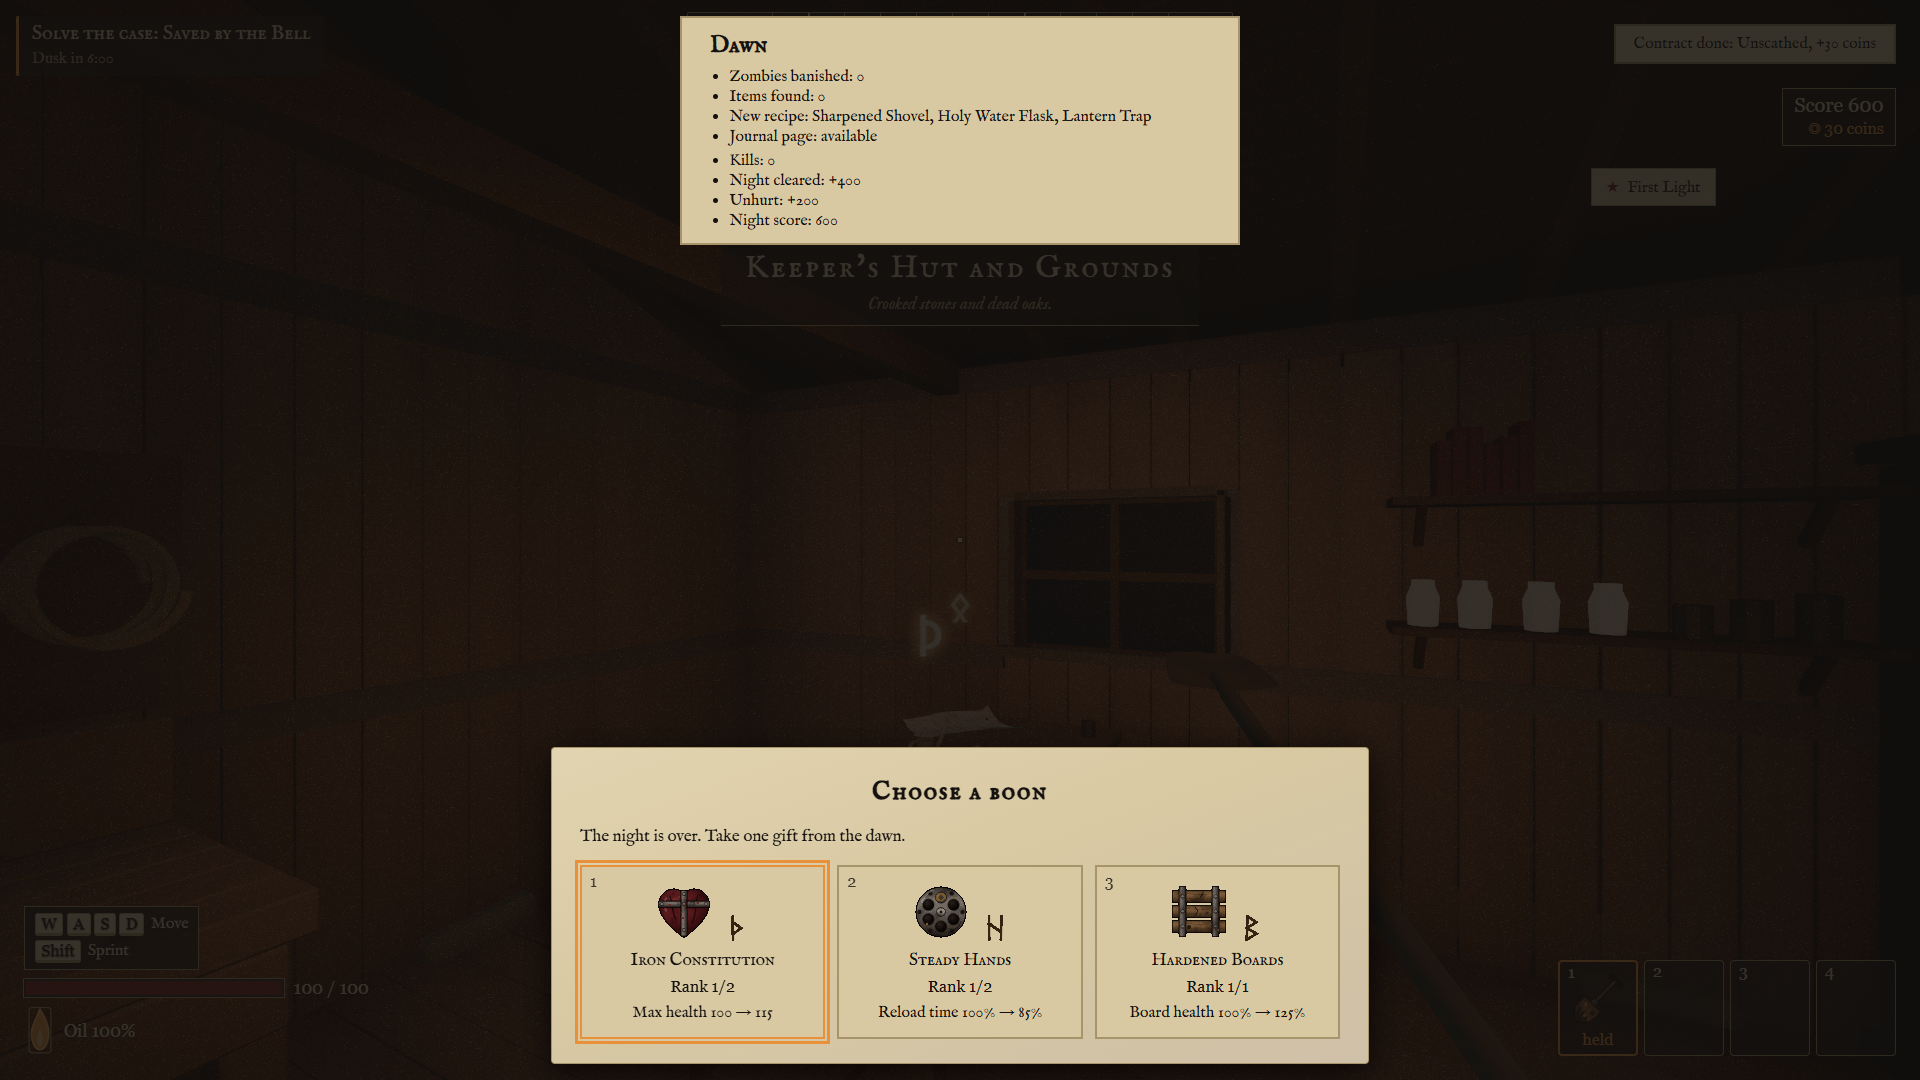 Solve the case: Saved by the Bell
Dusk in 6:00
Dawn
Zombies banished: 0
Items found: 0
New recipe: Sharpened Shovel, Holy Water Flask, Lantern Trap
Journal page: available
Kills: 0
Night cleared: +400
Unhurt: +200
Night score: 600
Contract done: Unscathed, +30 coins
Score 600
30 coins
First Light
Keeper's Hut and Grounds
Crooked stones and dead oaks.
Choose a boon
The night is over. Take one gift from the dawn.
1
ᚦ
Iron Constitution
Rank 1/2
Max health 100 → 115
2
ᚺ
Steady Hands
Rank 1/2
Reload time 100% → 85%
3
ᛒ
Hardened Boards
Rank 1/1
Board health 100% → 125%
W A S D Move
Shift Sprint
100 / 100
Oil 100%
1
held
2
3
4